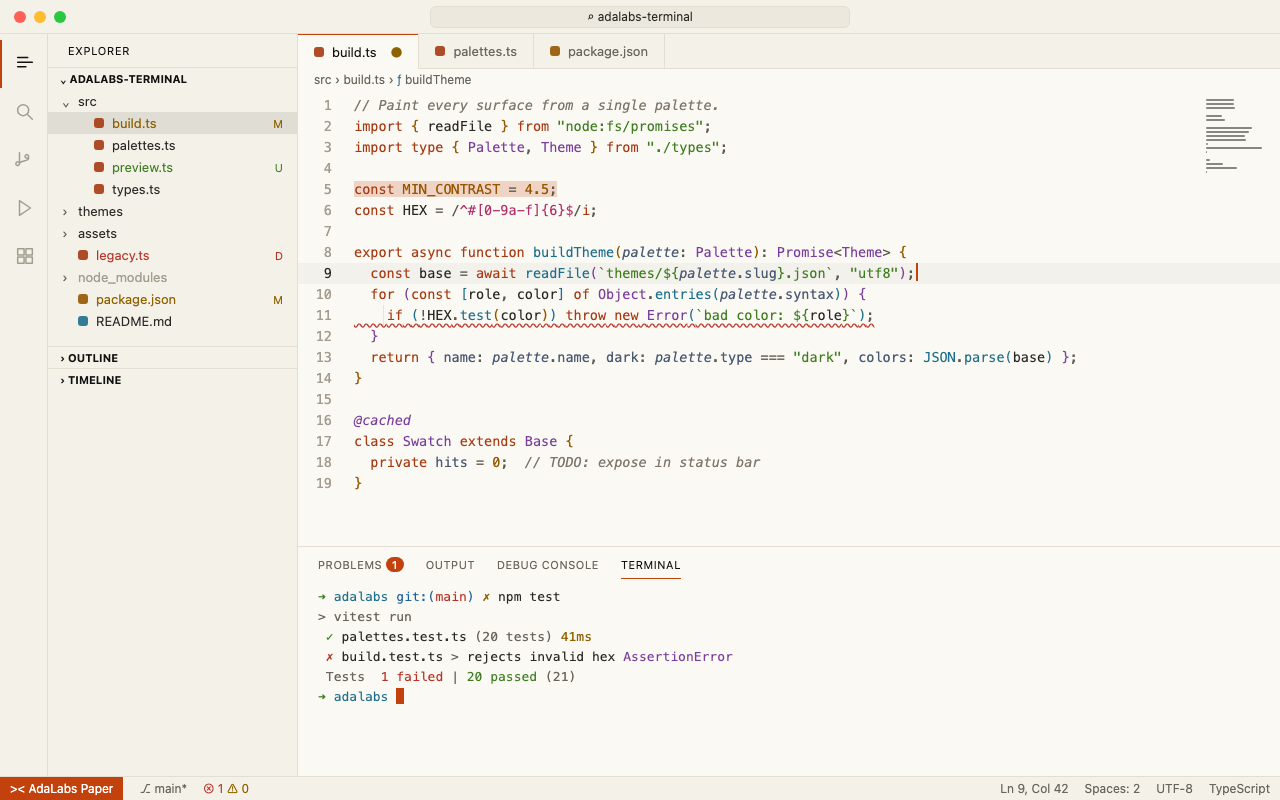 adalabs-terminal
EXPLORER
ADALABS-TERMINAL
src
build.ts M
palettes.ts
preview.ts U
types.ts
themes
assets
legacy.ts D
node_modules
package.json M
README.md
OUTLINE
TIMELINE
build.ts
palettes.ts
package.json
src › build.ts › ƒ buildTheme
1 // Paint every surface from a single palette.
2 import { readFile } from "node:fs/promises";
3 import type { Palette, Theme } from "./types";
4
5 const MIN_CONTRAST = 4.5;
6 const HEX = /^#[0-9a-f]{6}$/i;
7
8 export async function buildTheme(palette: Palette): Promise<Theme> {
9 const base = await readFile(`themes/${palette.slug}.json`, "utf8");
10 for (const [role, color] of Object.entries(palette.syntax)) {
11 if (!HEX.test(color)) throw new Error(`bad color: ${role}`);
12 }
13 return { name: palette.name, dark: palette.type === "dark", colors: JSON.parse(base) };
14 }
15
16 @cached
17 class Swatch extends Base {
18 private hits = 0; // TODO: expose in status bar
19 }
PROBLEMS 1 OUTPUT DEBUG CONSOLE TERMINAL
➜ adalabs git:(main) ✗ npm test
> vitest run
✓ palettes.test.ts (20 tests) 41ms
✗ build.test.ts > rejects invalid hex AssertionError
Tests 1 failed | 20 passed (21)
➜ adalabs
>< AdaLabs Paper main* 1 0 Ln 9, Col 42 Spaces: 2 UTF-8 TypeScript